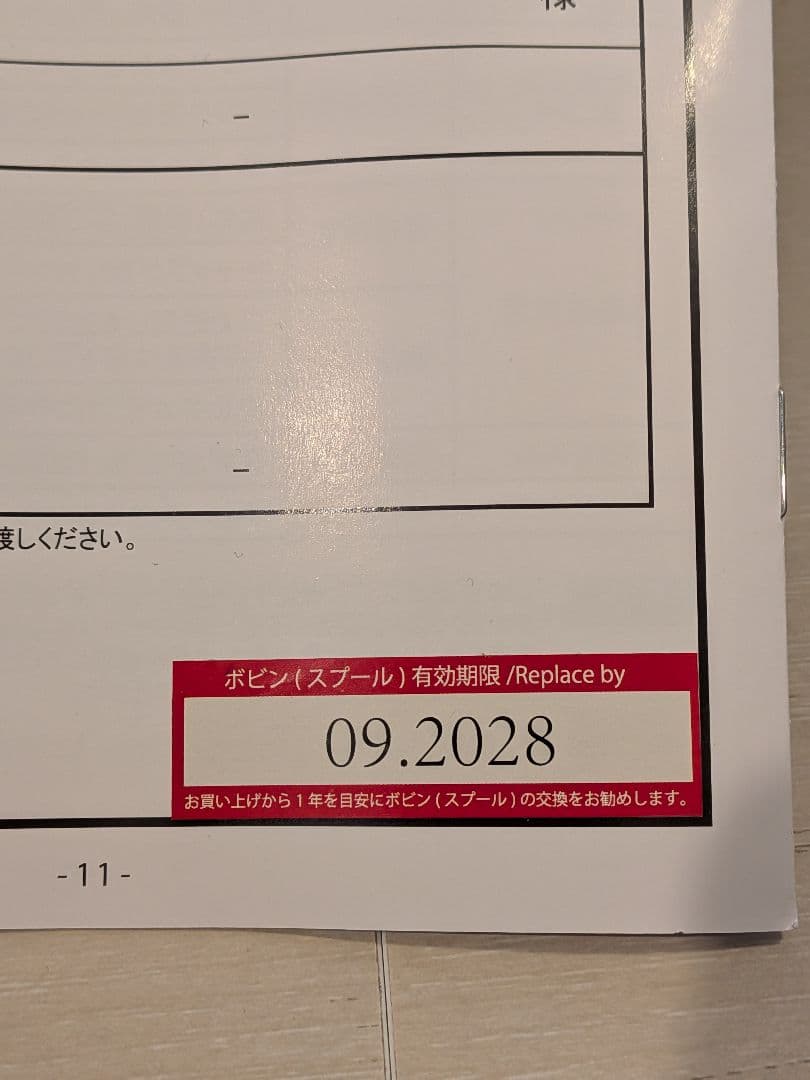 様
-
-
渡しください。
ボビン ( スプール ) 有効期限 /Replace by
09.2028
お買い上げから 1 年を目安にボビン ( スプール ) の交換をお勧めします。
- 11 -